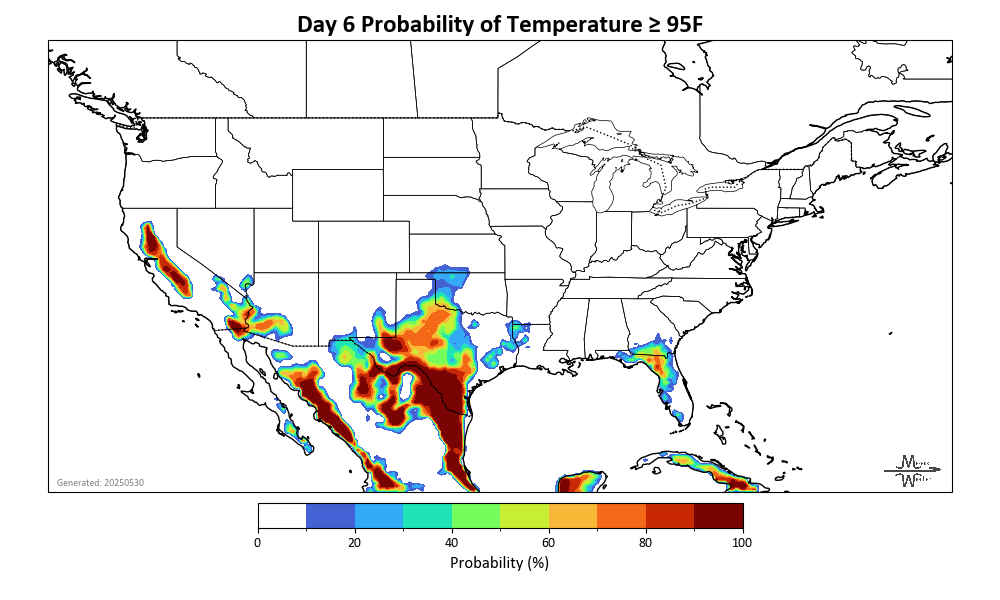 Day 6 Probability of Temperature ≥ 95F
Generated: 20250530
0 20 40 60 80 100
Probability (%)